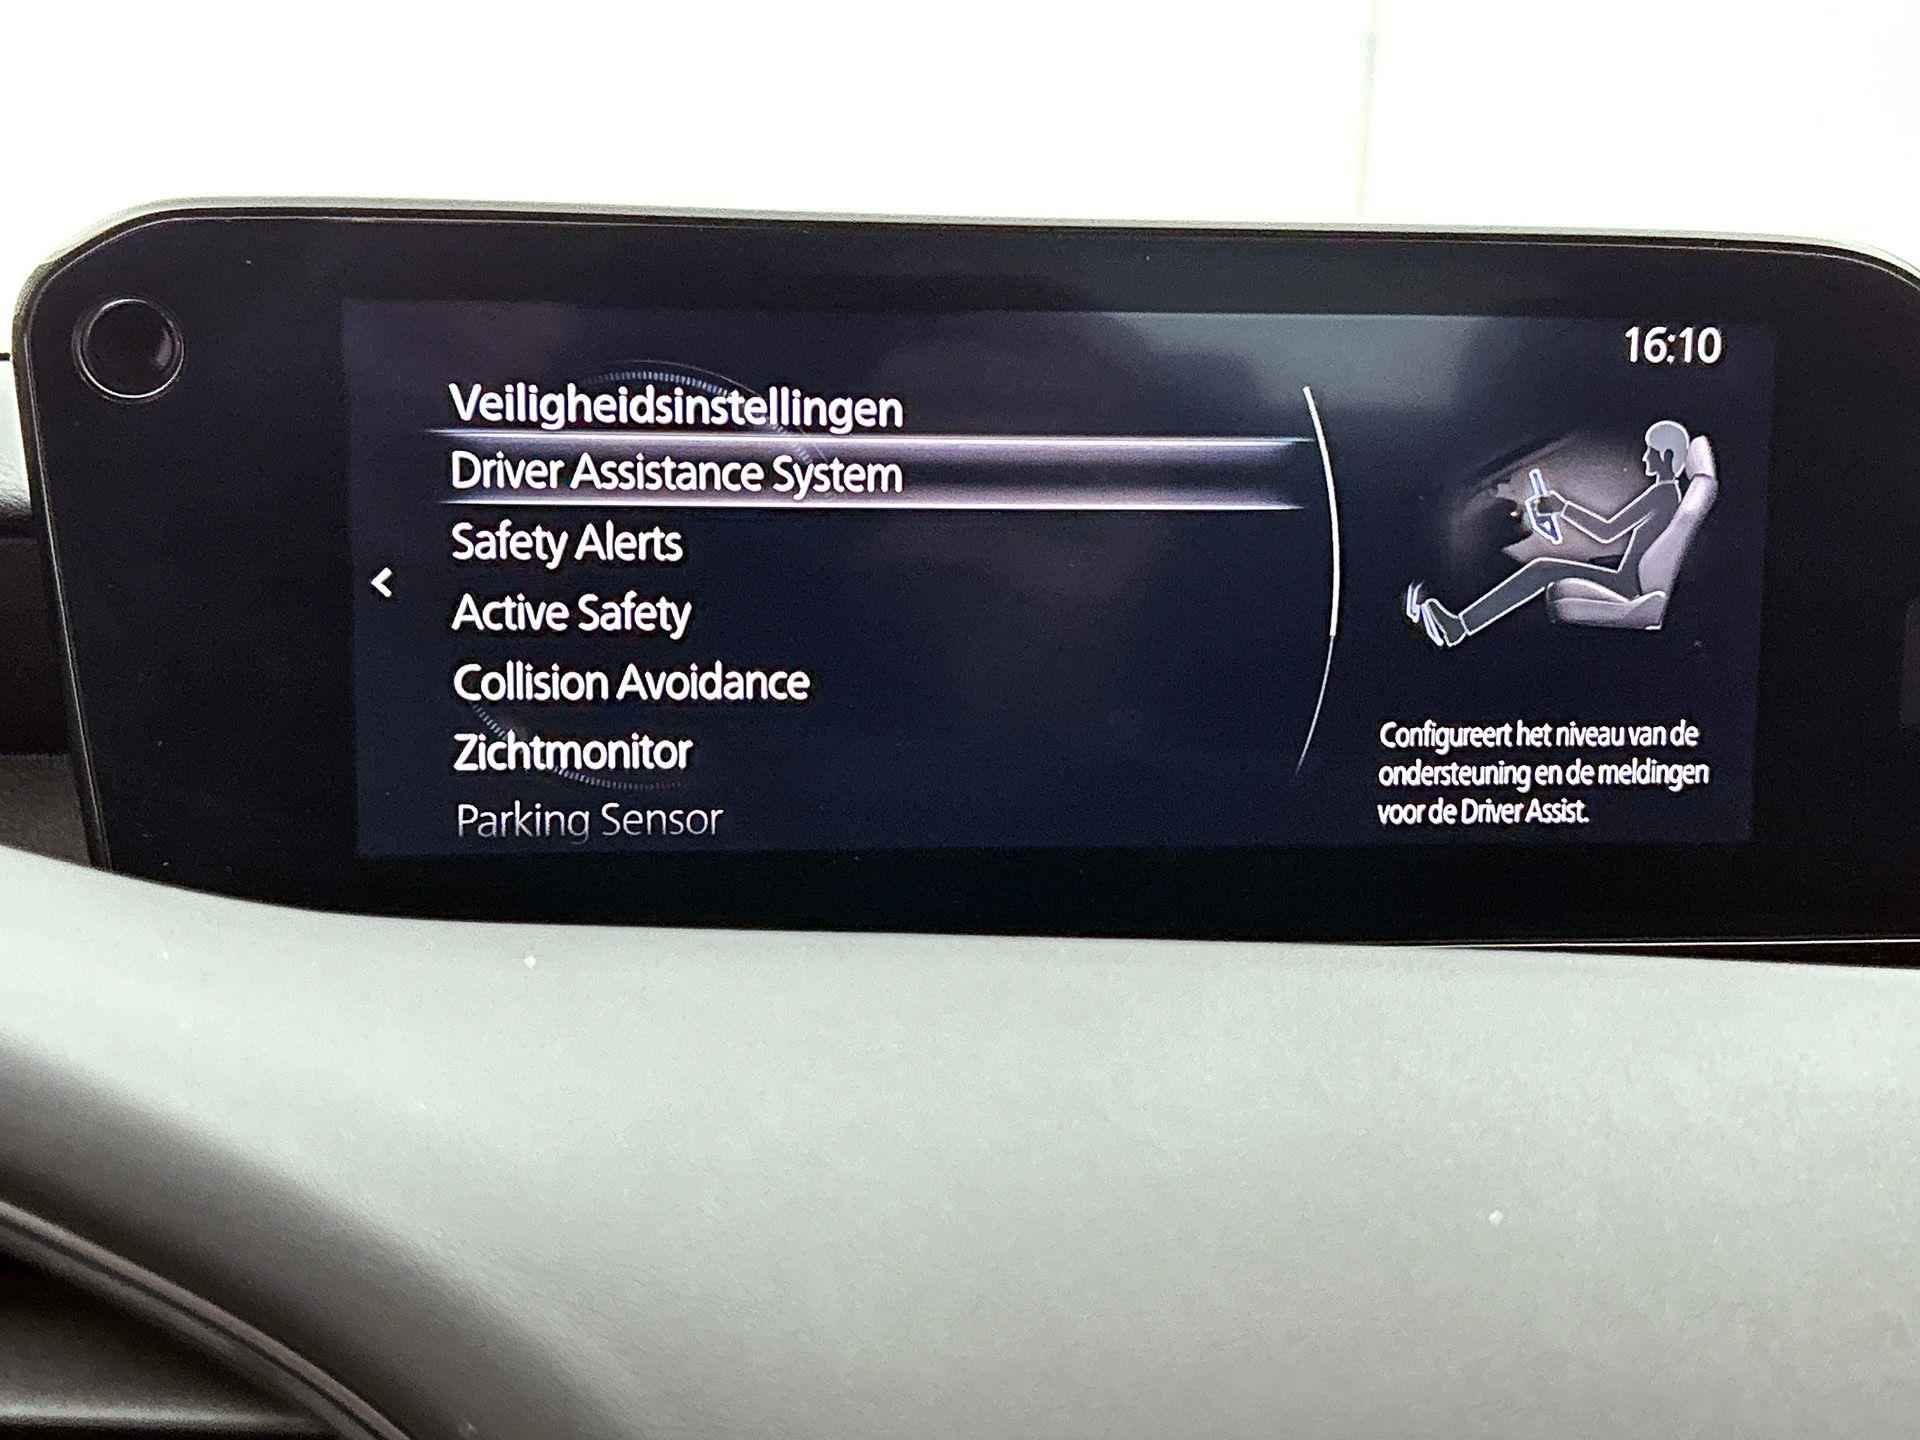 16:10
Veiligheidsinstellingen
Driver Assistance System
Safety Alerts
Active Safety
Collision Avoidance
Zichtmonitor
Parking Sensor
Configureert het niveau van de
ondersteuning en de meldingen
voor de Driver Assist.